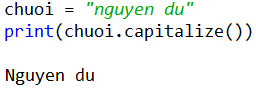 chuoi = "nguyen du"
print(chuoi.capitalize())
Nguyen du